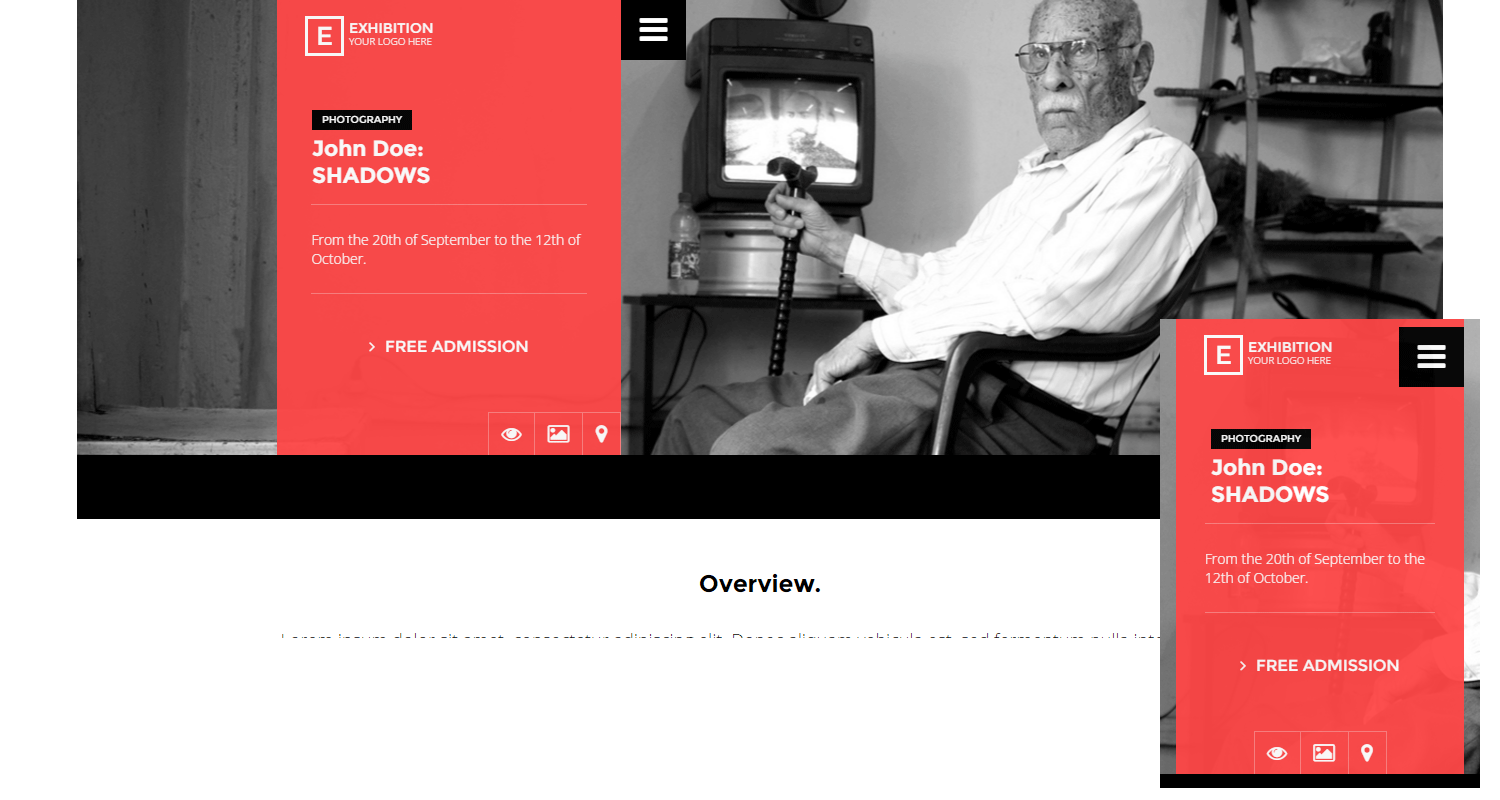 E
EXHIBITION
YOUR LOGO HERE
PHOTOGRAPHY
John Doe:
SHADOWS
From the 20th of September to the 12th of
October.
FREE ADMISSION
Overview.
E
EXHIBITION
YOUR LOGO HERE
PHOTOGRAPHY
John Doe:
SHADOWS
From the 20th of September to the
12th of October.
FREE ADMISSION